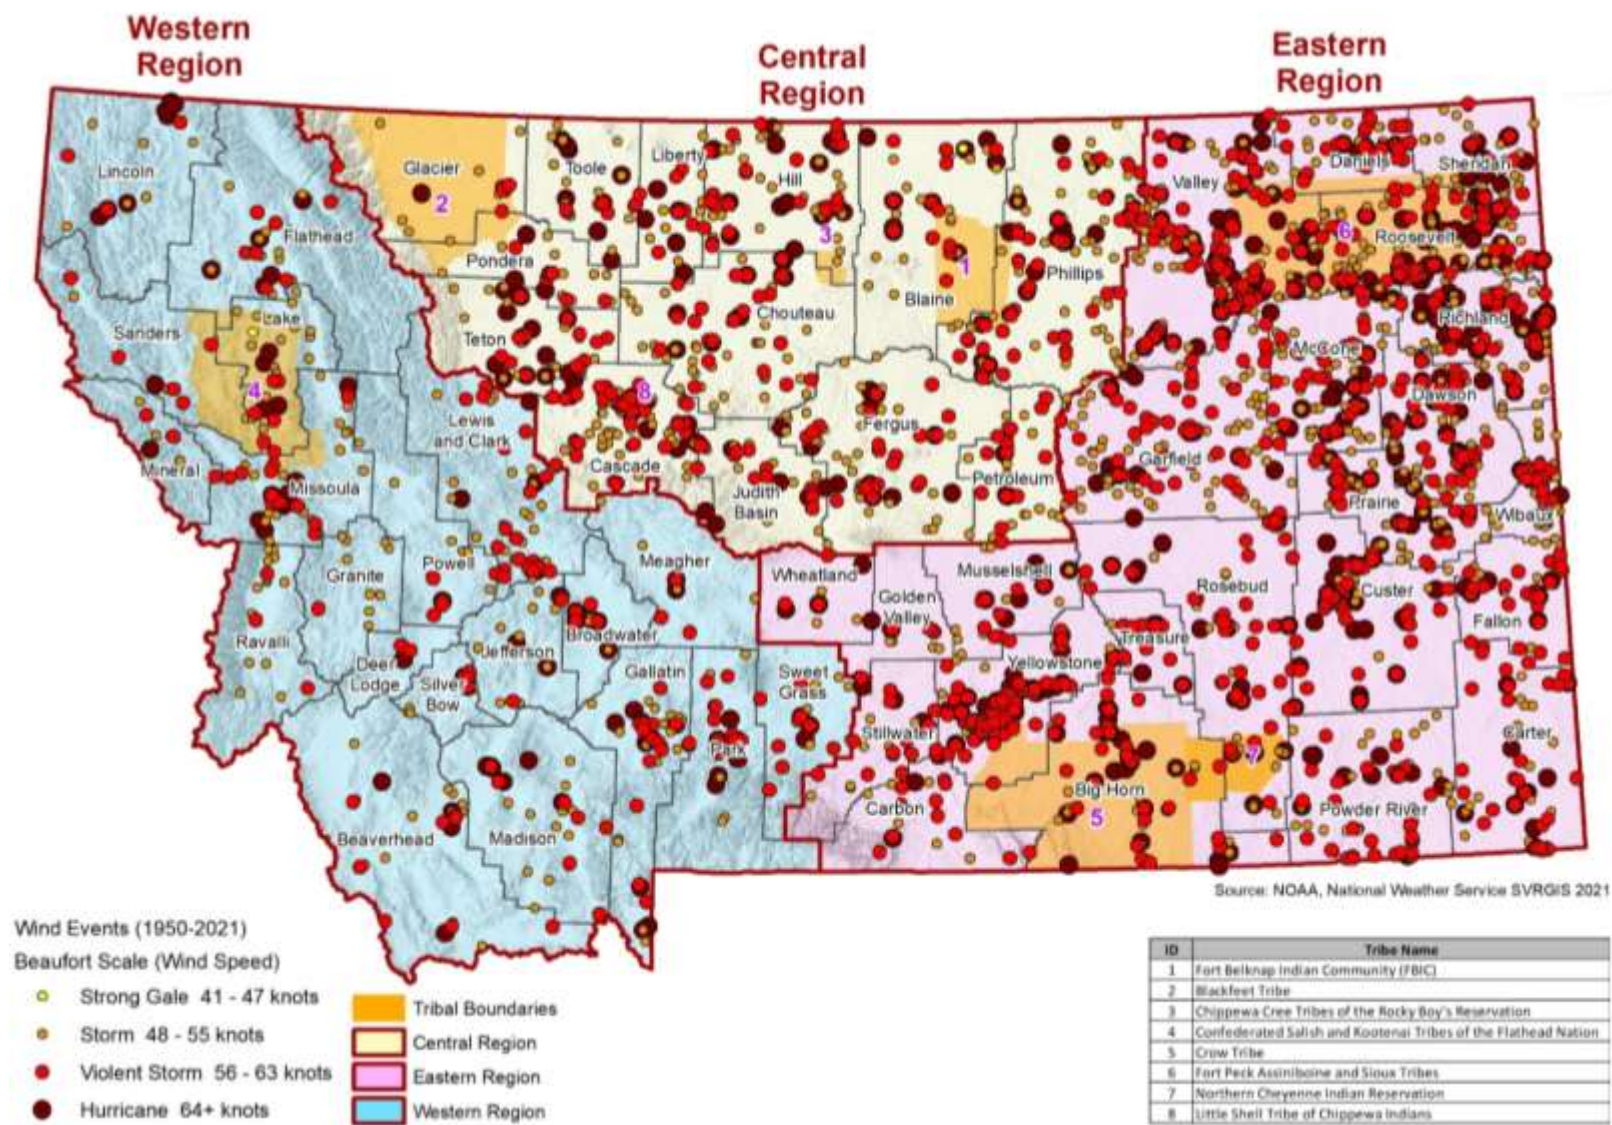 Western
Region
Central
Region
Eastern
Region
Lincoln
Flathead
Glacier
2
Toole
Liberty
Hill
3
Pondera
Blaine
1
Phillips
Valley
Daniels
Sheridan
6
Roosevelt
Sanders
Lake
4
Teton
Chouteau
McCone
Richland
Mineral
Missoula
Lewis
and Clark
8
Cascade
Fergus
Judith
Basin
Petroleum
Garfield
Dawson
Prairie
Wibaux
Granite
Powell
Meagher
Wheatland
Musselshell
Golden
Valley
Rosebud
Custer
Fallon
Ravalli
Deer
Lodge
Silver
Bow
Jefferson
Broadwater
Gallatin
Sweet
Grass
Treasure
Yellowstone
Stillwater
Park
Carbon
Big Horn
5
7
Powder River
Carter
Beaverhead
Madison
Source: NOAA, National Weather Service SVRGIS 2021
Wind Events (1950-2021)
Beaufort Scale (Wind Speed)
Strong Gale 41 - 47 knots
Storm 48 - 55 knots
Violent Storm 56 - 63 knots
Hurricane 64+ knots
Tribal Boundaries
Central Region
Eastern Region
Western Region
ID Tribe Name
1 Fort Belknap Indian Community (FBIC)
2 Blackfeet Tribe
3 Chippewa Cree Tribes of the Rocky Boy's Reservation
4 Confederated Salish and Kootenai Tribes of the Flathead Nation
5 Crow Tribe
6 Fort Peck Assiniboine and Sioux Tribes
7 Northern Cheyenne Indian Reservation
8 Little Shell Tribe of Chippewa Indians